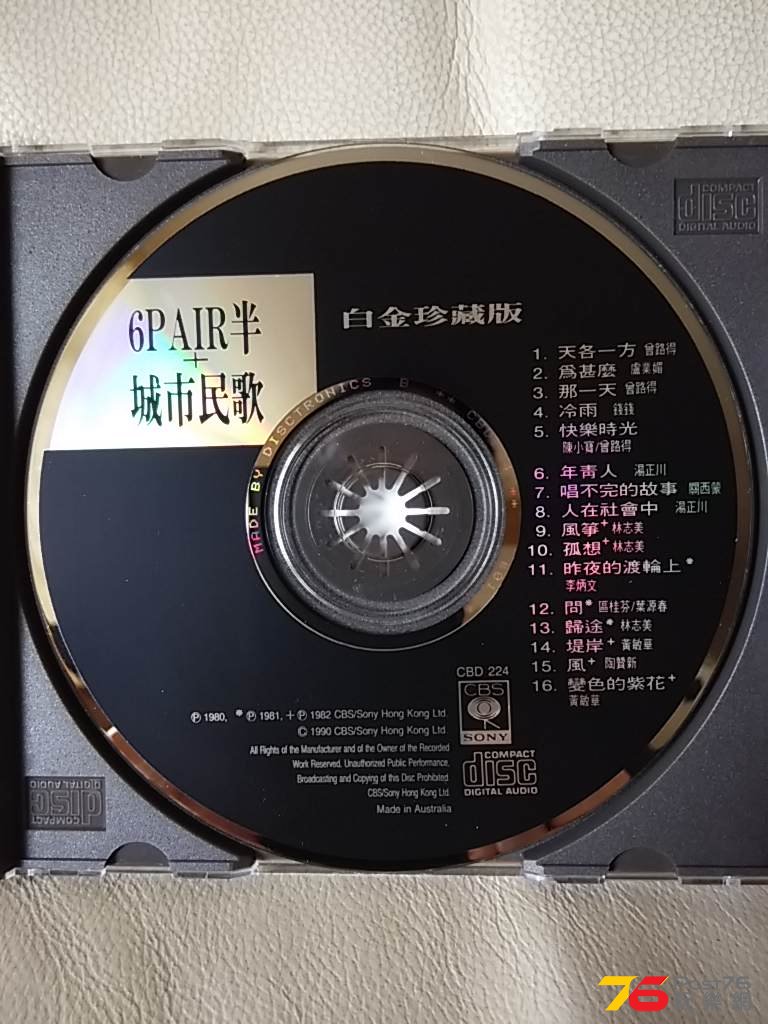 COMPACT
disc
DIGITAL AUDIO
6PAIR半
+
城市民歌
白金珍藏版
1. 天各一方 曾路得
2. 爲甚麼 盧業媚
3. 那一天 曾路得
4. 冷雨 錢錢
5. 快樂時光
陳小寶/曾路得
6. 年靑人 湯正川
7. 唱不完的故事 關西蒙
8. 人在社會中 湯正川
9. 風箏+ 林志美
10. 孤想+ 林志美
11. 昨夜的渡輪上*
李炳文
12. 問* 區桂芬/葉源春
13. 歸途* 林志美
14. 堤岸+ 黃敏華
15. 風+ 陶贊新
16. 變色的紫花+
黃敏華
MADE BY DISCTRONICS B
CBD 224
CBS
SONY
℗ 1980, * ℗ 1981, + ℗ 1982 CBS/Sony Hong Kong Ltd.
© 1990 CBS/Sony Hong Kong Ltd.
All Rights of the Manufacturer and of the Owner of the Recorded
Work Reserved. Unauthorized Public Performance,
Broadcasting and Copying of this Disc Prohibited.
CBS/Sony Hong Kong Ltd.
Made in Australia
COMPACT
disc
DIGITAL AUDIO
COMPACT
disc
DIGITAL AUDIO
76 Post76